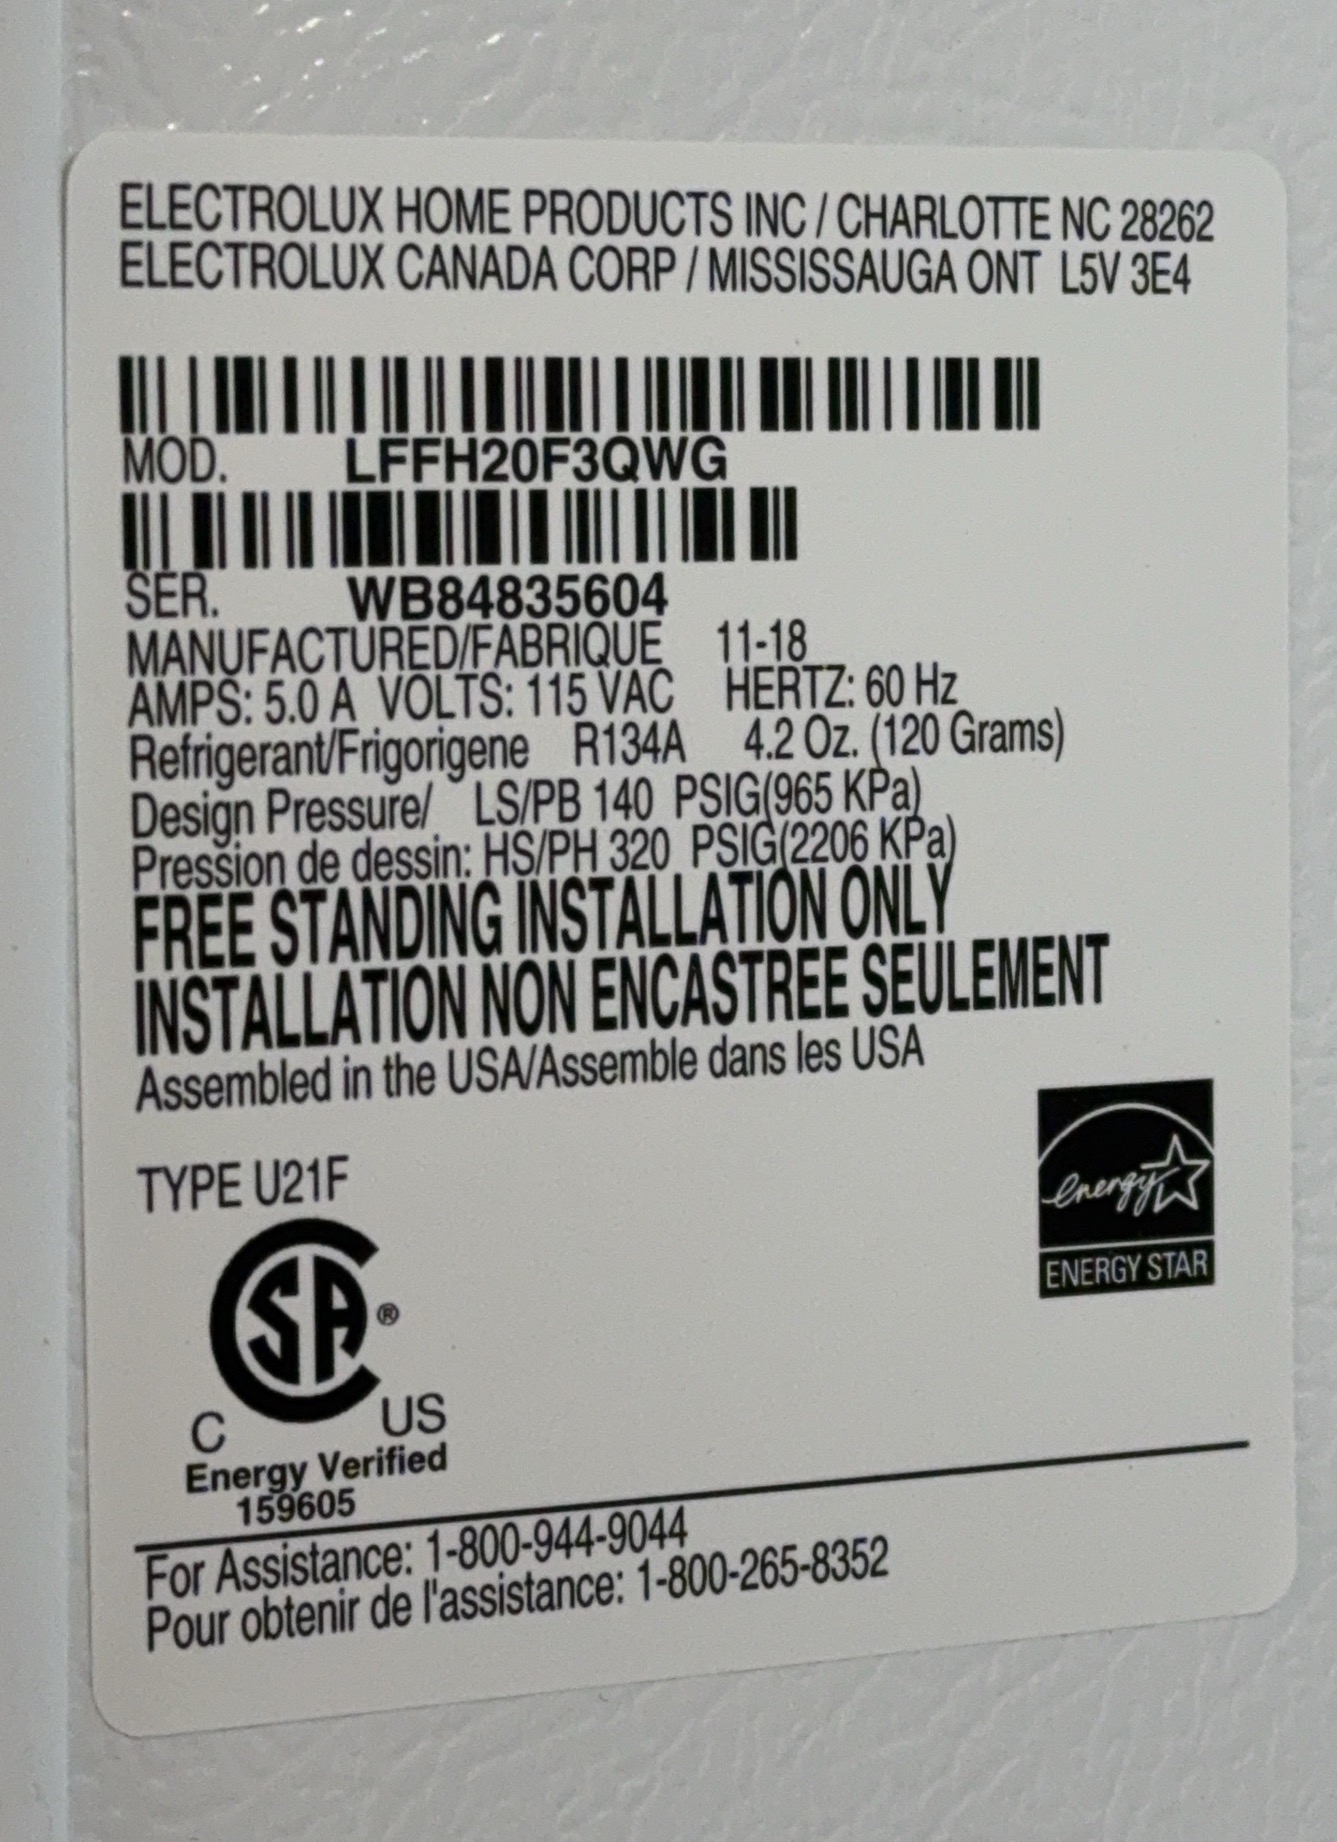 ELECTROLUX HOME PRODUCTS INC / CHARLOTTE NC 28262
ELECTROLUX CANADA CORP / MISSISSAUGA ONT L5V 3E4
MOD. LFFH20F3QWG
SER. WB84835604
MANUFACTURED/FABRIQUE 11-18
AMPS: 5.0 A VOLTS: 115 VAC HERTZ: 60 Hz
Refrigerant/Frigorigene R134A 4.2 Oz. (120 Grams)
Design Pressure/ LS/PB 140 PSIG(965 KPa)
Pression de dessin: HS/PH 320 PSIG(2206 KPa)
FREE STANDING INSTALLATION ONLY
INSTALLATION NON ENCASTREE SEULEMENT
Assembled in the USA/Assemble dans les USA
TYPE U21F
energy
ENERGY STAR
SA ®
C US
Energy Verified
159605
For Assistance: 1-800-944-9044
Pour obtenir de l'assistance: 1-800-265-8352